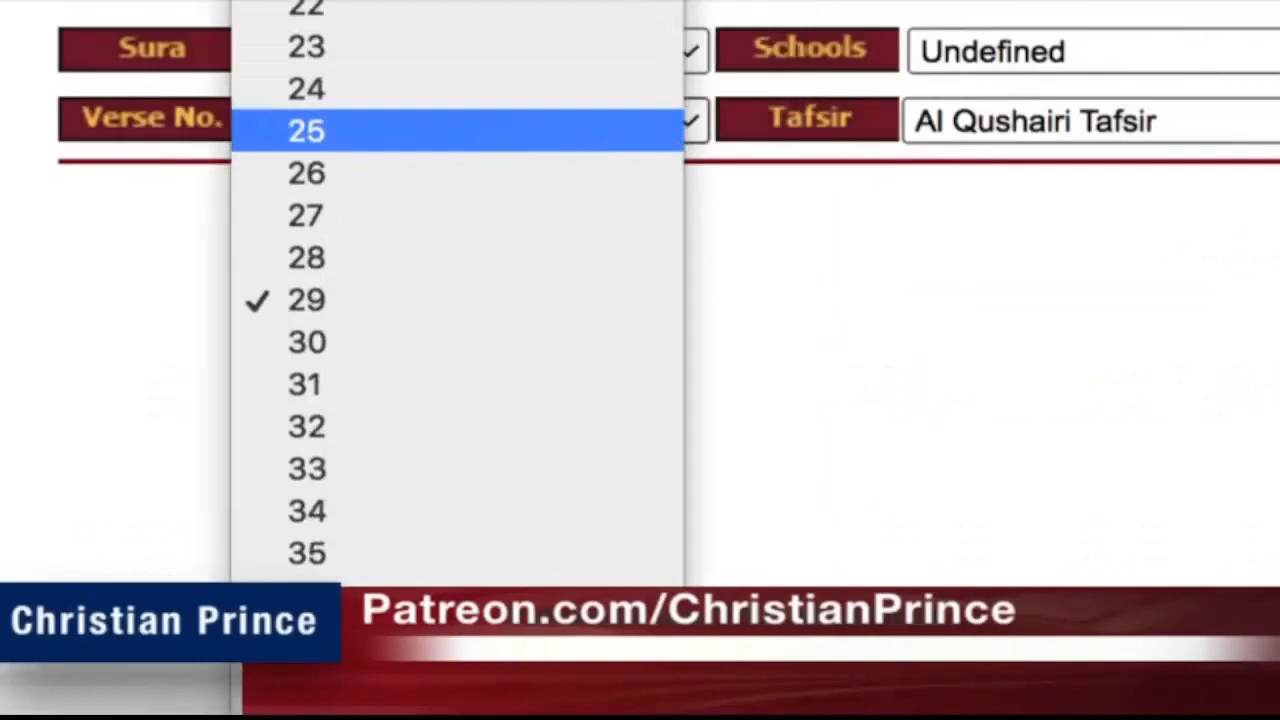 22
Sura
23
Schools
Undefined
24
Verse No.
25
Tafsir
Al Qushairi Tafsir
26
27
28
29
30
31
32
33
34
35
Christian Prince
Patreon.com/ChristianPrince